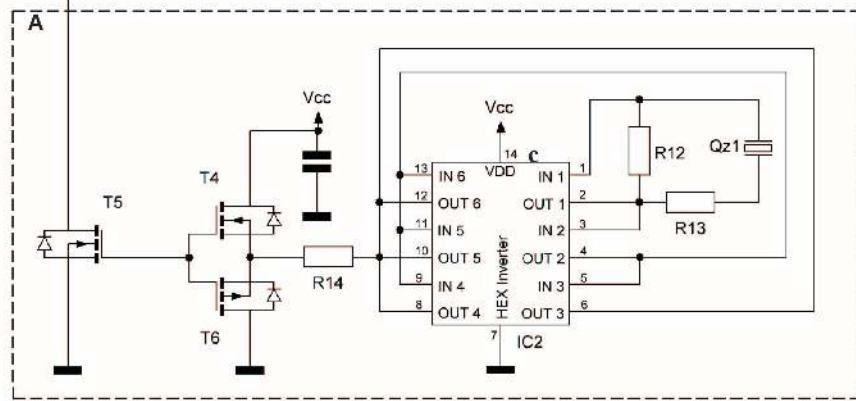 A
Vcc
Vcc
14 C
VDD
13 IN 6
IN 1 1
R12
Qz1
T4
12 OUT 6
OUT 1 2
T5
11 IN 5
IN 2 3
R13
10 OUT 5
OUT 2 4
R14
9 IN 4
IN 3 5
8 OUT 4
OUT 3 6
HEX Inverter
T6
7
IC2